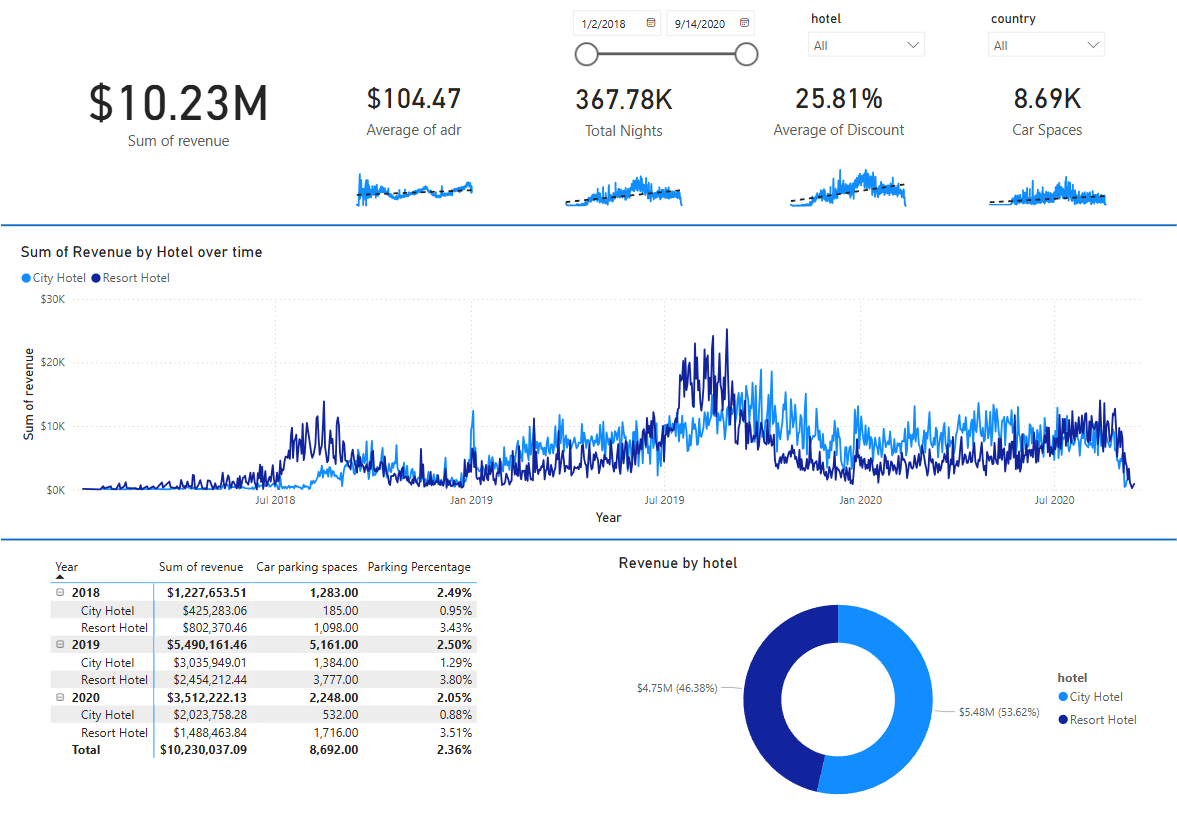 1/2/2018 9/14/2020
hotel
All
country
All
$10.23M
Sum of revenue
$104.47
Average of adr
367.78K
Total Nights
25.81%
Average of Discount
8.69K
Car Spaces
Sum of Revenue by Hotel over time
City Hotel Resort Hotel
Sum of revenue
$30K
$20K
$10K
$0K
Jul 2018 Jan 2019 Jul 2019 Jan 2020 Jul 2020
Year
Year Sum of revenue Car parking spaces Parking Percentage
2018 $1,227,653.51 1,283.00 2.49%
City Hotel $425,283.06 185.00 0.95%
Resort Hotel $802,370.46 1,098.00 3.43%
2019 $5,490,161.46 5,161.00 2.50%
City Hotel $3,035,949.01 1,384.00 1.29%
Resort Hotel $2,454,212.44 3,777.00 3.80%
2020 $3,512,222.13 2,248.00 2.05%
City Hotel $2,023,758.28 532.00 0.88%
Resort Hotel $1,488,463.84 1,716.00 3.51%
Total $10,230,037.09 8,692.00 2.36%
Revenue by hotel
$4.75M (46.38%)
$5.48M (53.62%)
hotel
City Hotel
Resort Hotel